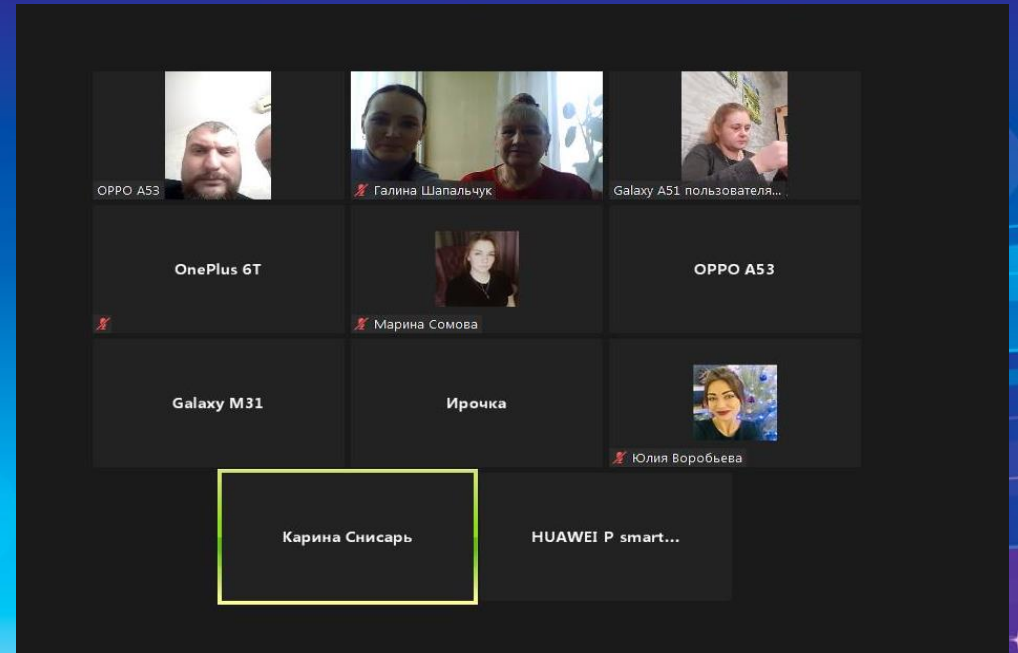 OPPO A53
Галина Шапальчук
Galaxy A51 пользователя...
OnePlus 6T
Марина Сомова
OPPO A53
Galaxy M31
Ирочка
Юлия Воробьева
Карина Снисарь
HUAWEI P smart...